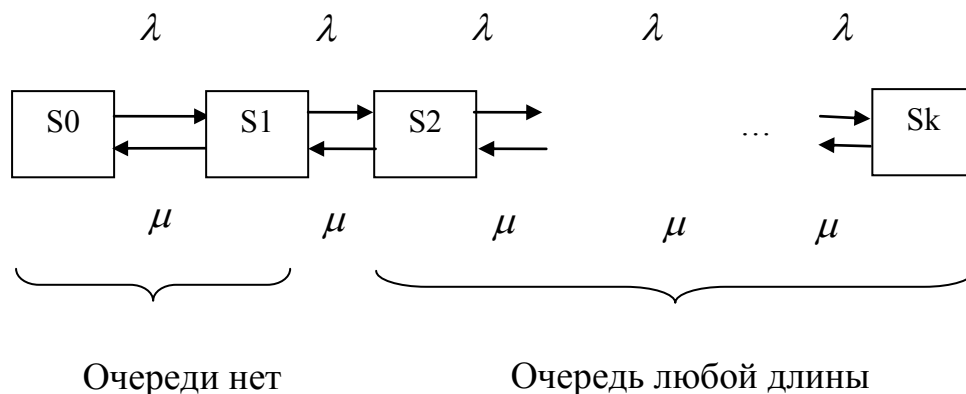 λ λ λ λ λ
S0 S1 S2 ... Sk
μ μ μ μ μ
Очереди нет Очередь любой длины